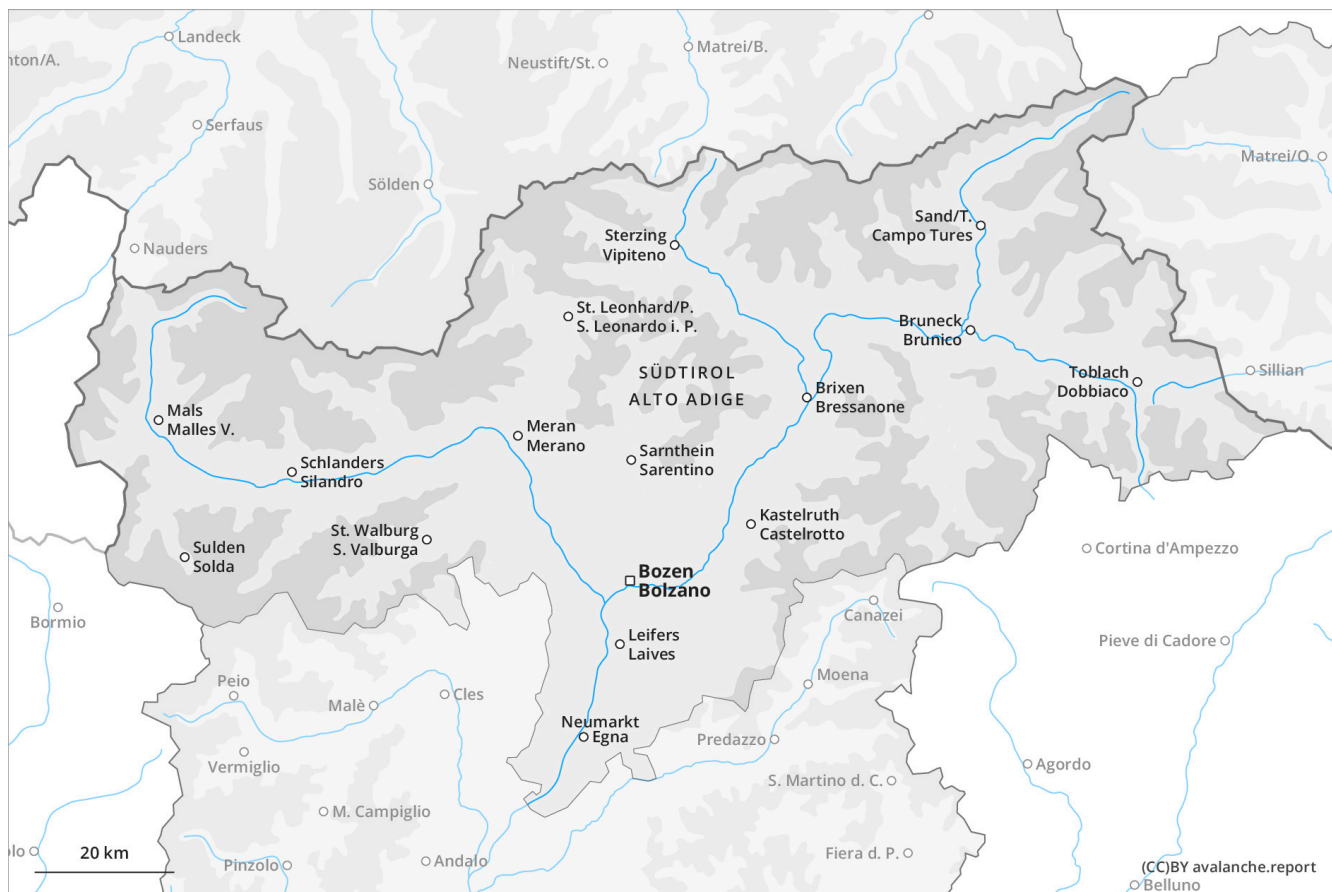 Landeck
nton/A.
Matrei/B.
Neustift/St.
Serfaus
Matrei/O.
Sölden
Sand/T.
Campo Tures
Nauders
Sterzing
Vipiteno
St. Leonhard/P.
S. Leonardo i. P.
Bruneck
Brunico
SÜDTIROL
ALTO ADIGE
Toblach
Dobbiaco
Sillian
Brixen
Bressanone
Mals
Malles V.
Meran
Merano
Sarnthein
Sarentino
Schlanders
Silandro
Kastelruth
Castelrotto
St. Walburg
S. Valburga
Sulden
Solda
Cortina d'Ampezzo
Bozen
Bolzano
Bormio
Canazei
Leifers
Laives
Pieve di Cadore
Peio
Malè
Cles
Moena
Neumarkt
Egna
Predazzo
Vermiglio
Agordo
S. Martino d. C.
M. Campiglio
olo
20 km
Pinzolo
Andalo
Fiera d. P.
(CC)BY avalanche.report
Belluno